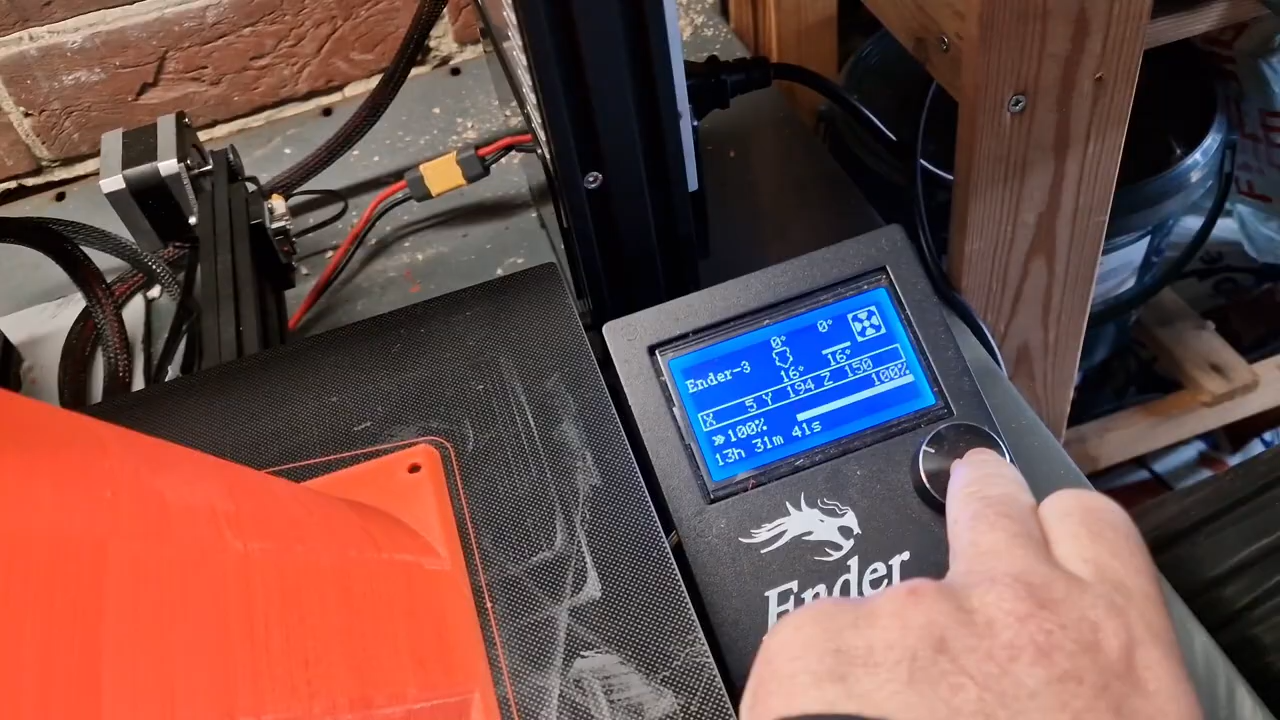 0°
0°
Ender-3
16°
16°
X 5 Y 194 Z 150
»100%
100%
13h 31m 41s
Ender